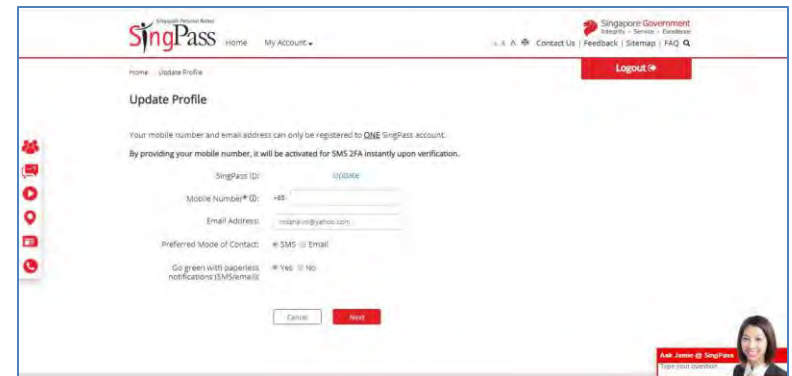 Singapore Personal Access
SingPass Home My Account
Singapore Government
Integrity · Service · Excellence
A A A Contact Us | Feedback | Sitemap | FAQ
Logout
Home Update Profile
Update Profile
Your mobile number and email address can only be registered to ONE SingPass account.
By providing your mobile number, it will be activated for SMS 2FA instantly upon verification.
SingPass ID: Update
Mobile Number* : +65
Email Address:
Preferred Mode of Contact: SMS Email
Go green with paperless Yes No
notifications (SMS/email):
Cancel Next
Ask Jamie @ SingPass
Type your question